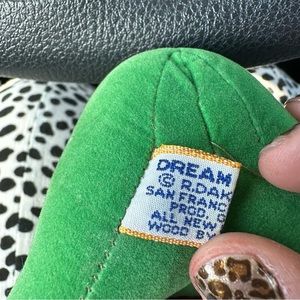 DREAM
© R.DAK
SAN FRANC
PROD.
ALL NEW
WOOD BY